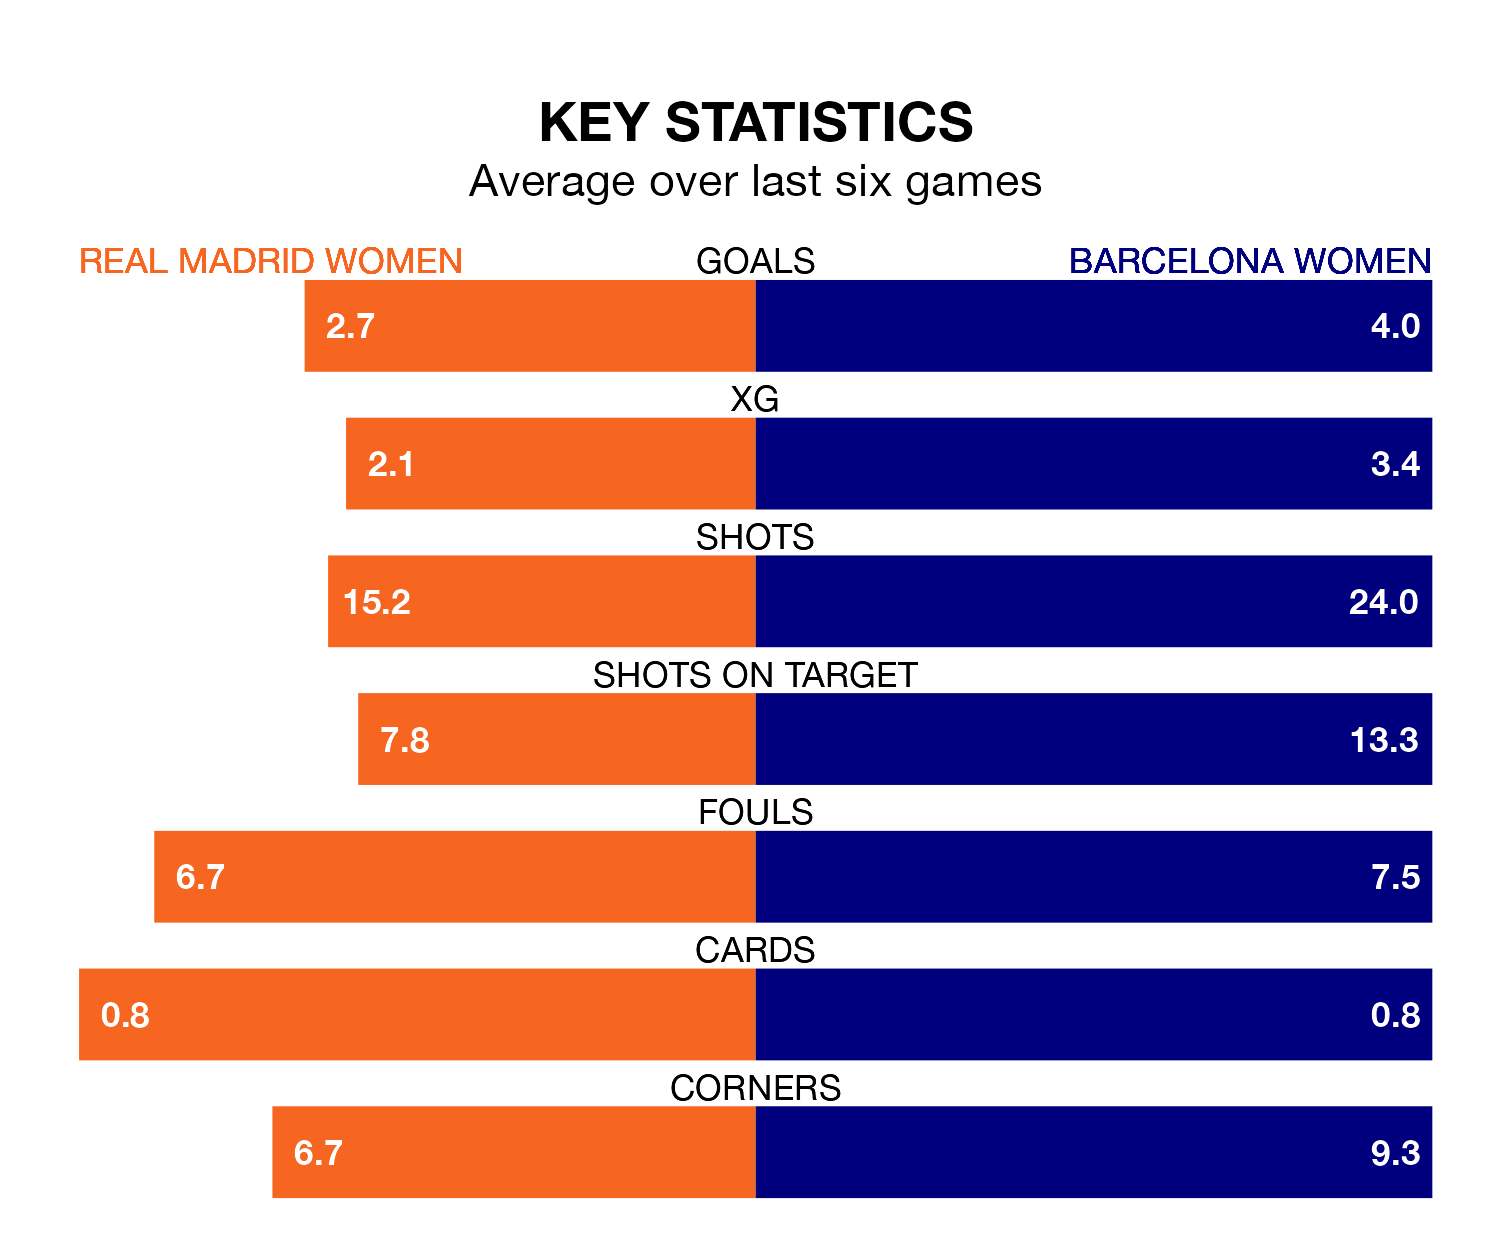 KEY STATISTICS
Average over last six games
REAL MADRID WOMEN GOALS BARCELONA WOMEN
2.7 4.0
XG
2.1 3.4
SHOTS
15.2 24.0
SHOTS ON TARGET
7.8 13.3
FOULS
6.7 7.5
CARDS
0.8 0.8
CORNERS
6.7 9.3